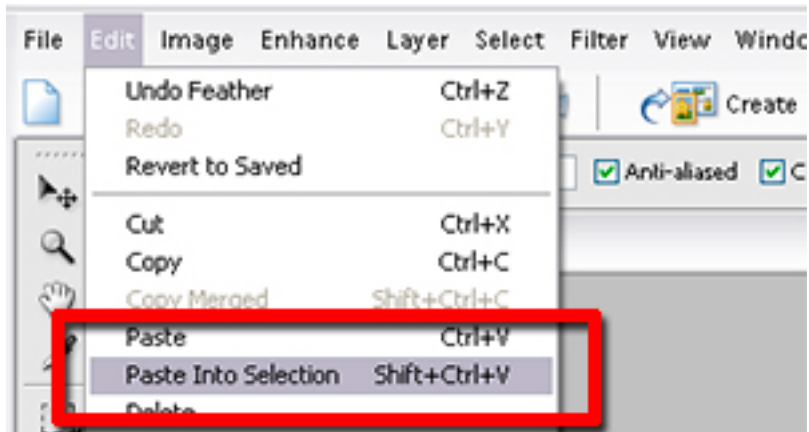 File Edit Image Enhance Layer Select Filter View Windo
Undo Feather Ctrl+Z
Create
Redo Ctrl+Y
Revert to Saved
Anti-aliased C
Cut Ctrl+X
Copy Ctrl+C
Copy Merged Shift+Ctrl+C
Paste Ctrl+V
Paste Into Selection Shift+Ctrl+V
Delete